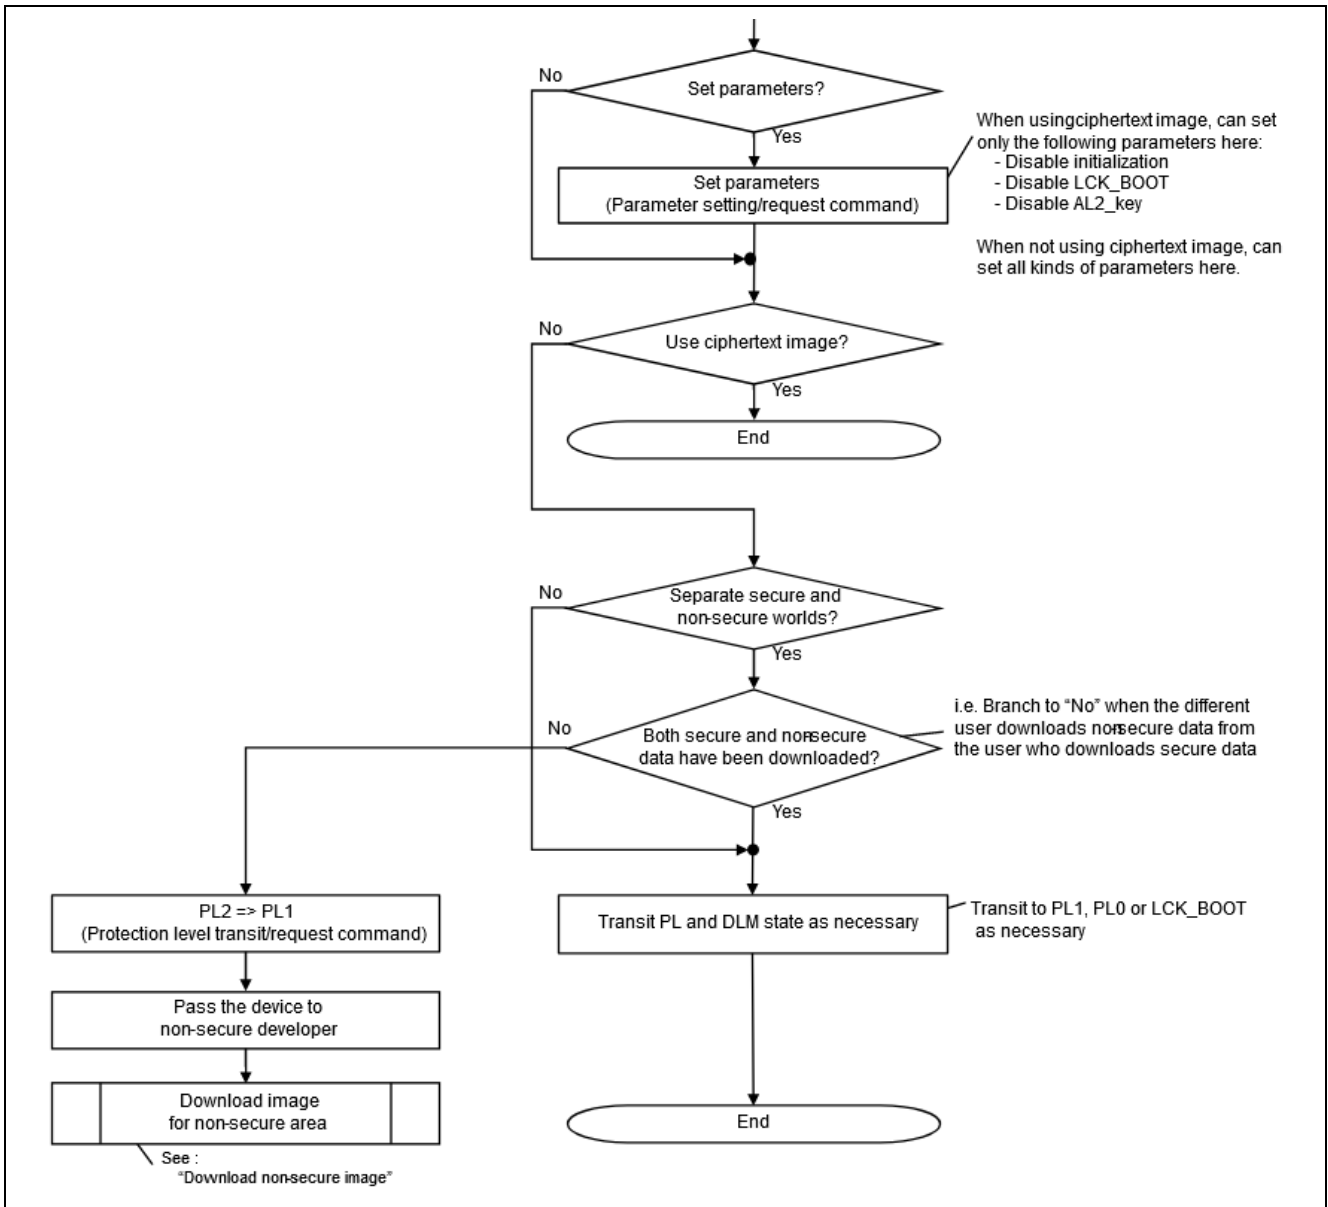 No
Set parameters?
Yes
When usingciphertext image, can set
only the following parameters here:
- Disable initialization
- Disable LCK_BOOT
- Disable AL2_key
Set parameters
(Parameter setting/request command)
When not using ciphertext image, can
set all kinds of parameters here.
No
Use ciphertext image?
Yes
End
No
Separate secure and
non-secure worlds?
Yes
i.e. Branch to “No” when the different
user downloads non-secure data from
the user who downloads secure data
No
Both secure and non-secure
data have been downloaded?
Yes
PL2 => PL1
(Protection level transit/request command)
Transit PL and DLM state as necessary
Transit to PL1, PL0 or LCK_BOOT
as necessary
Pass the device to
non-secure developer
Download image
for non-secure area
End
See :
“Download non-secure image”